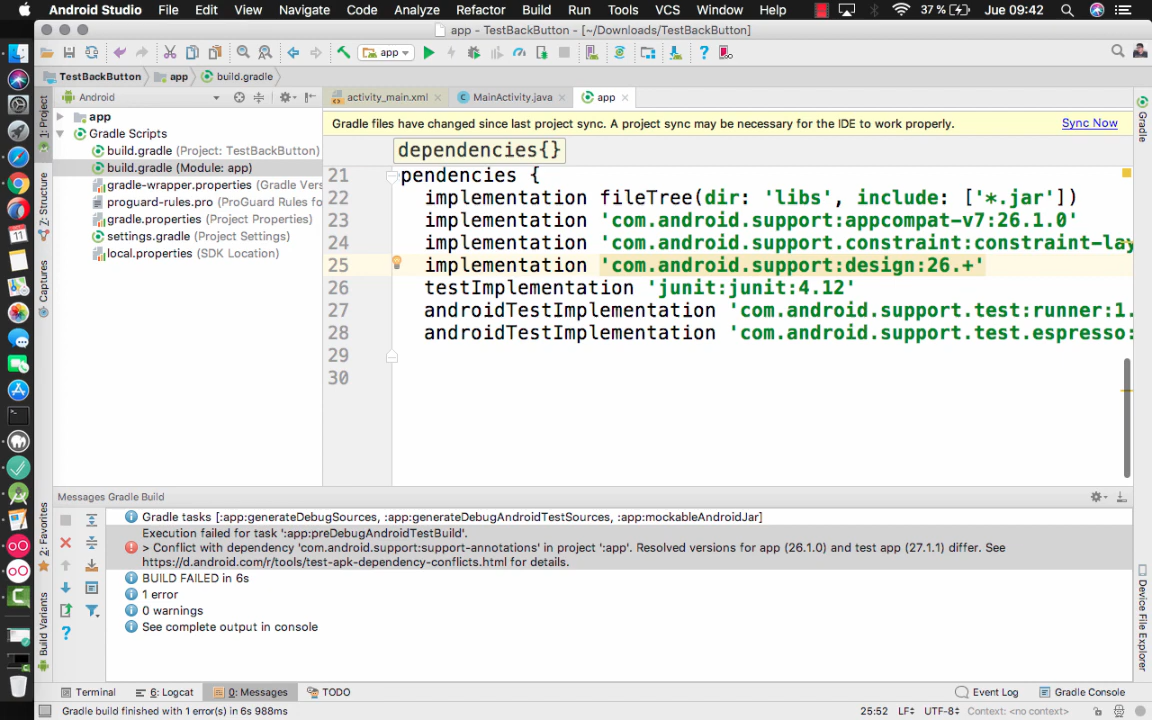 Android Studio File Edit View Navigate Code Analyze Refactor Build Run Tools VCS Window Help 37 % Jue 09:42
app - TestBackButton - [~/Downloads/TestBackButton]
app
TestBackButton app build.gradle
Android
activity_main.xml MainActivity.java app
1: Project
Z: Structure
Captures
2: Favorites
Build Variants
app
Gradle Scripts
build.gradle (Project: TestBackButton)
build.gradle (Module: app)
gradle-wrapper.properties (Gradle Vers
proguard-rules.pro (ProGuard Rules fo
gradle.properties (Project Properties)
settings.gradle (Project Settings)
local.properties (SDK Location)
Gradle files have changed since last project sync. A project sync may be necessary for the IDE to work properly. Sync Now
dependencies{}
21 pendencies {
22 implementation fileTree(dir: 'libs', include: ['*.jar'])
23 implementation 'com.android.support:appcompat-v7:26.1.0'
24 implementation 'com.android.support.constraint:constraint-lay
25 implementation 'com.android.support:design:26.+'
26 testImplementation 'junit:junit:4.12'
27 androidTestImplementation 'com.android.support.test:runner:1.
28 androidTestImplementation 'com.android.support.test.espresso:
29
30
Gradle
Device File Explorer
Messages Gradle Build
Gradle tasks [:app:generateDebugSources, :app:generateDebugAndroidTestSources, :app:mockableAndroidJar]
Execution failed for task ':app:preDebugAndroidTestBuild'.
> Conflict with dependency 'com.android.support:support-annotations' in project ':app'. Resolved versions for app (26.1.0) and test app (27.1.1) differ. See
https://d.android.com/r/tools/test-apk-dependency-conflicts.html for details.
BUILD FAILED in 6s
1 error
0 warnings
See complete output in console
Terminal 6: Logcat 0: Messages TODO Event Log Gradle Console
Gradle build finished with 1 error(s) in 6s 988ms 25:52 LF÷ UTF-8÷ Context: <no context>